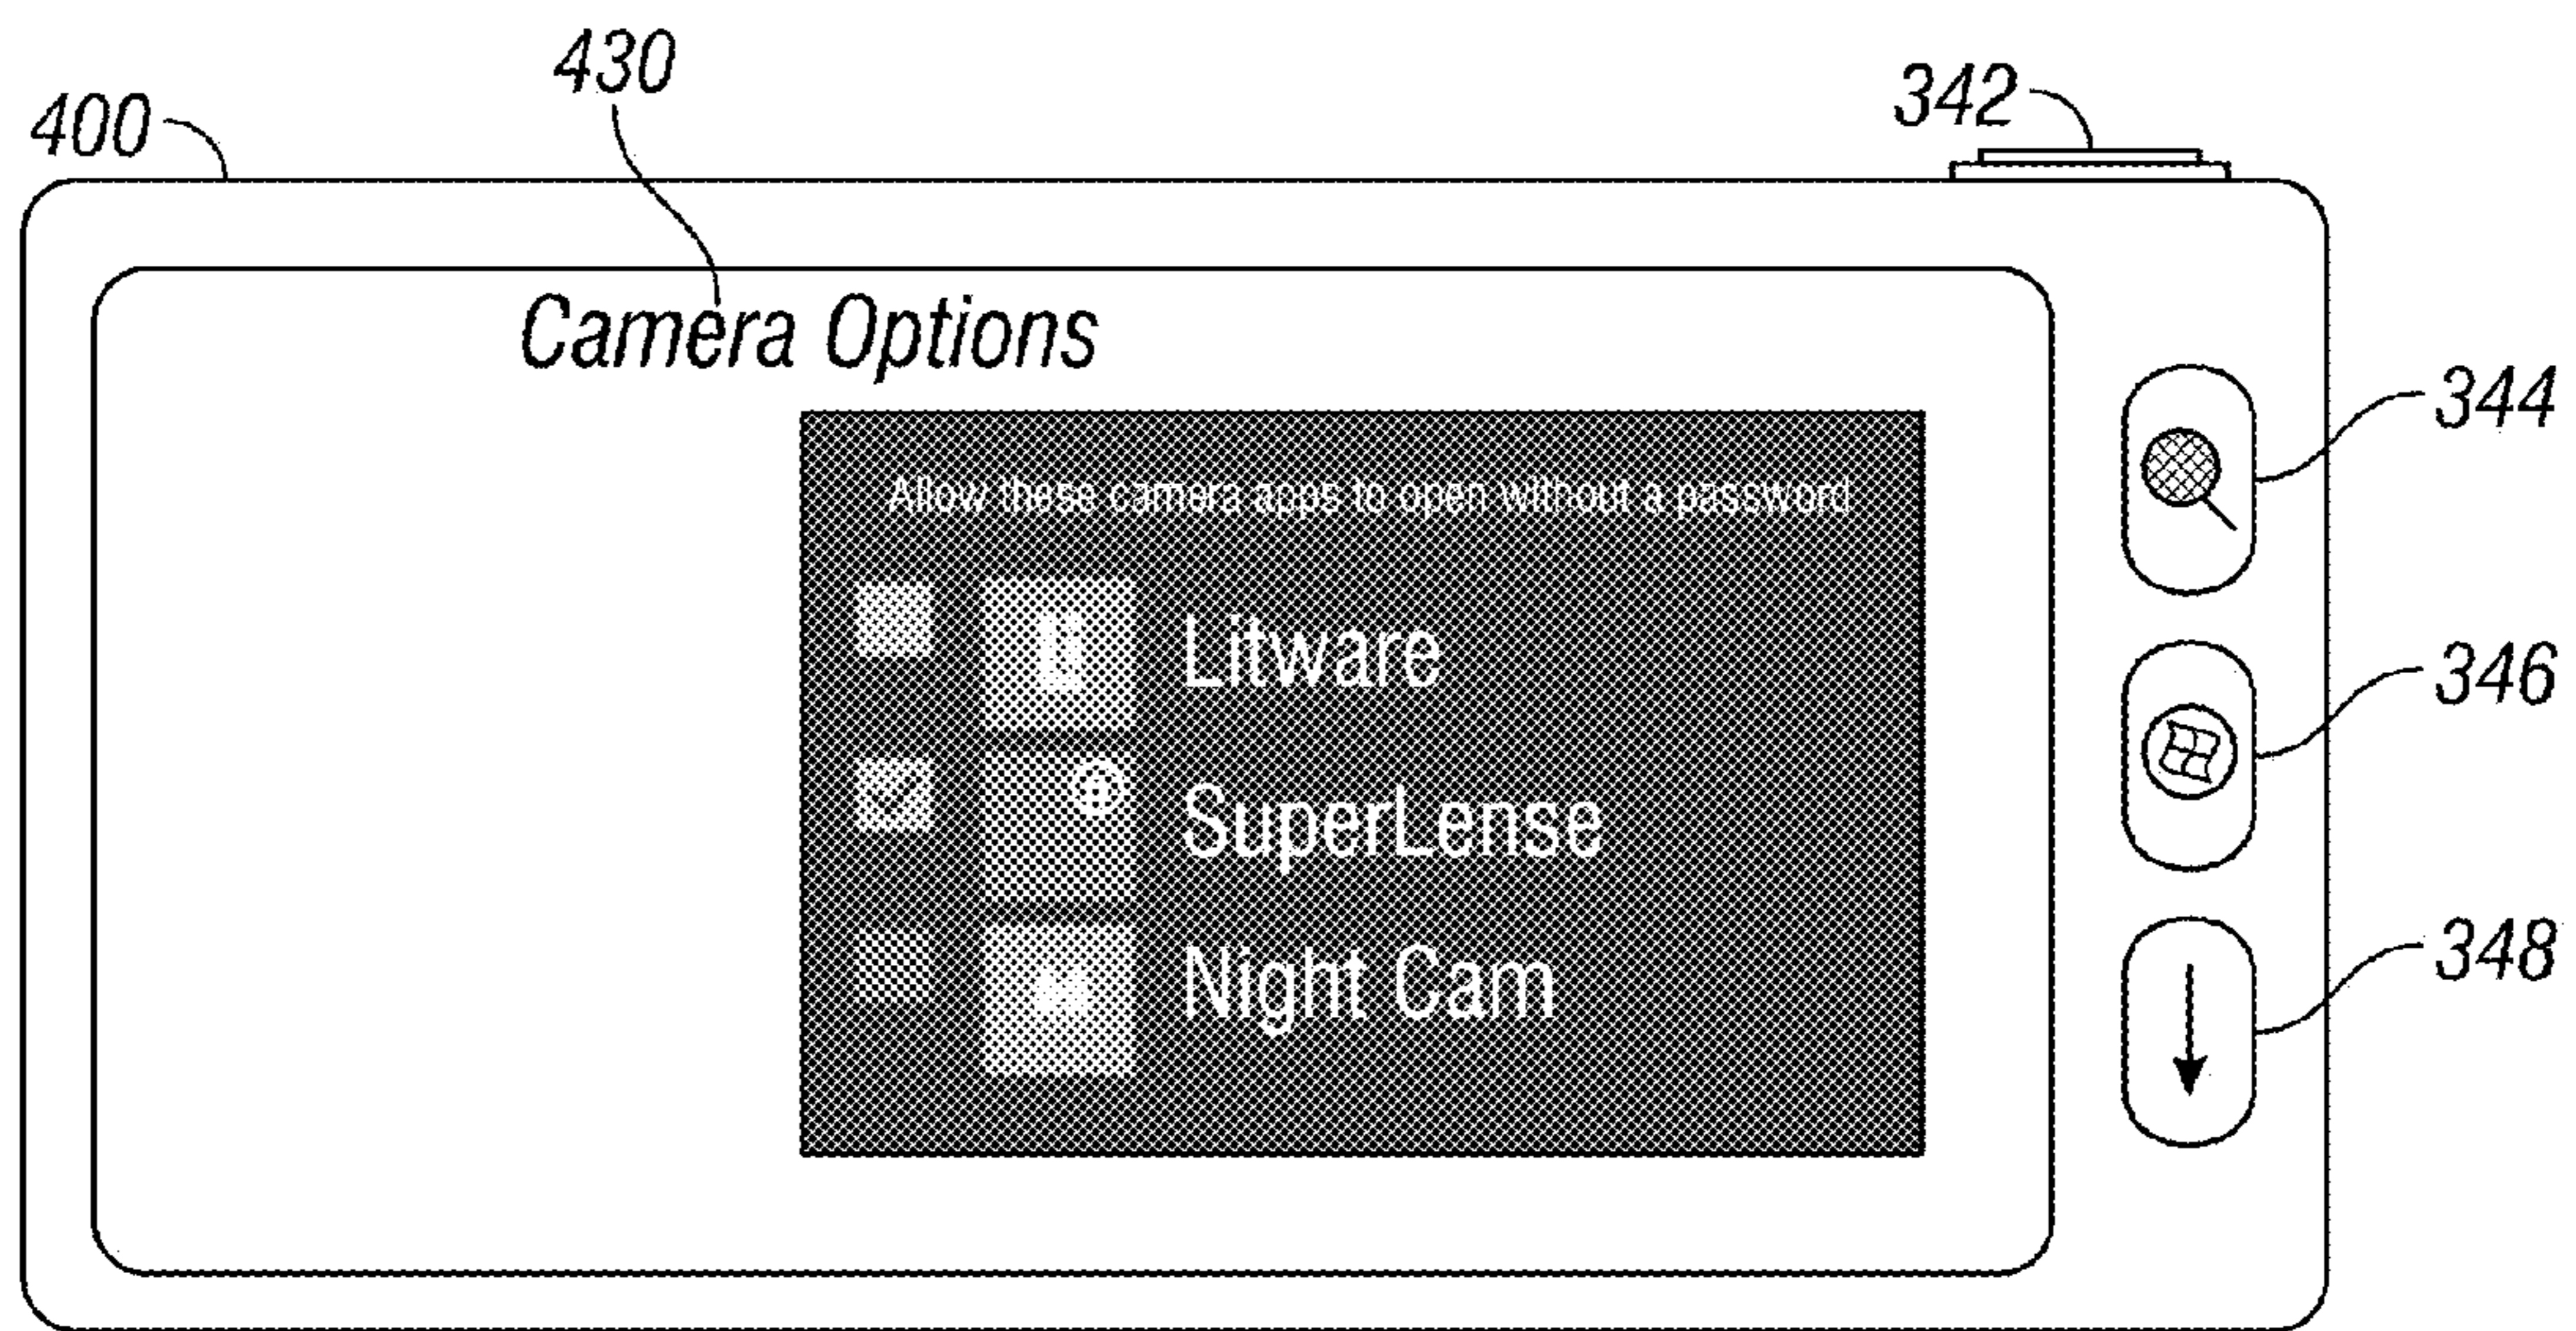 430
342
400
Camera Options
344
Allow these camera apps to open without a password
Litware
346
SuperLense
348
Night Cam